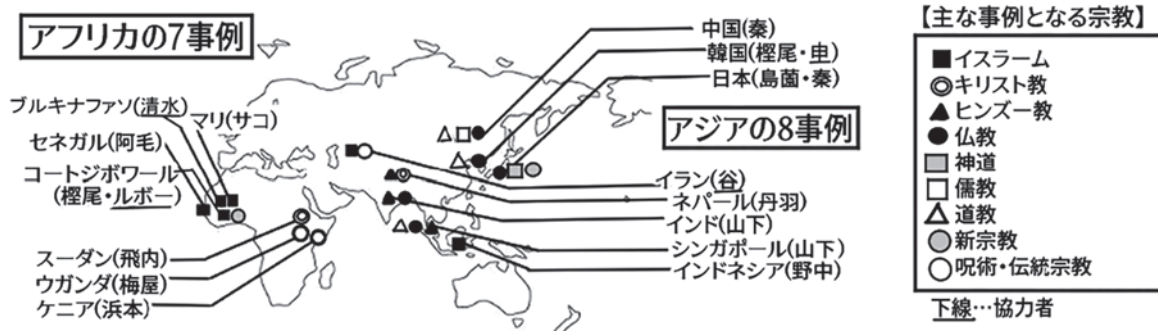 アフリカの7事例
ブルキナファソ(清水)
マリ(サコ)
セネガル(阿毛)
コートジボワール
(樫尾・ルボー)
スーダン(飛内)
ウガンダ(梅屋)
ケニア(浜本)
中国(秦)
韓国(樫尾・申)
日本(島薗・秦)
アジアの8事例
イラン(谷)
ネパール(丹羽)
インド(山下)
シンガポール(山下)
インドネシア(野中)
【主な事例となる宗教】
イスラーム
キリスト教
ヒンズー教
仏教
神道
儒教
道教
新宗教
呪術・伝統宗教
下線…協力者